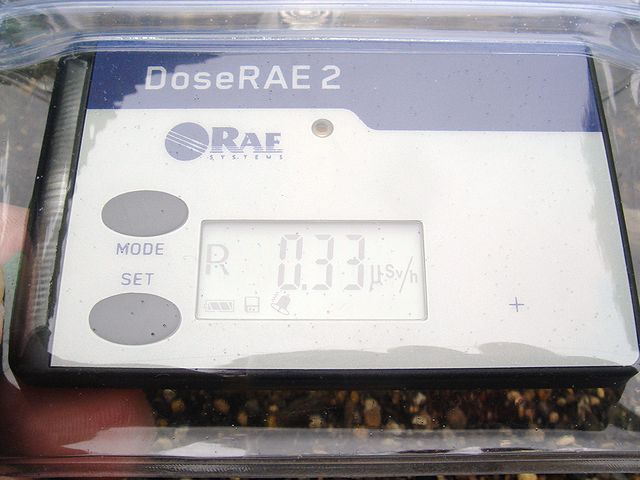 DoseRAE 2
RAE
SYSTEMS
MODE
SET
R 0.33 µSv/h